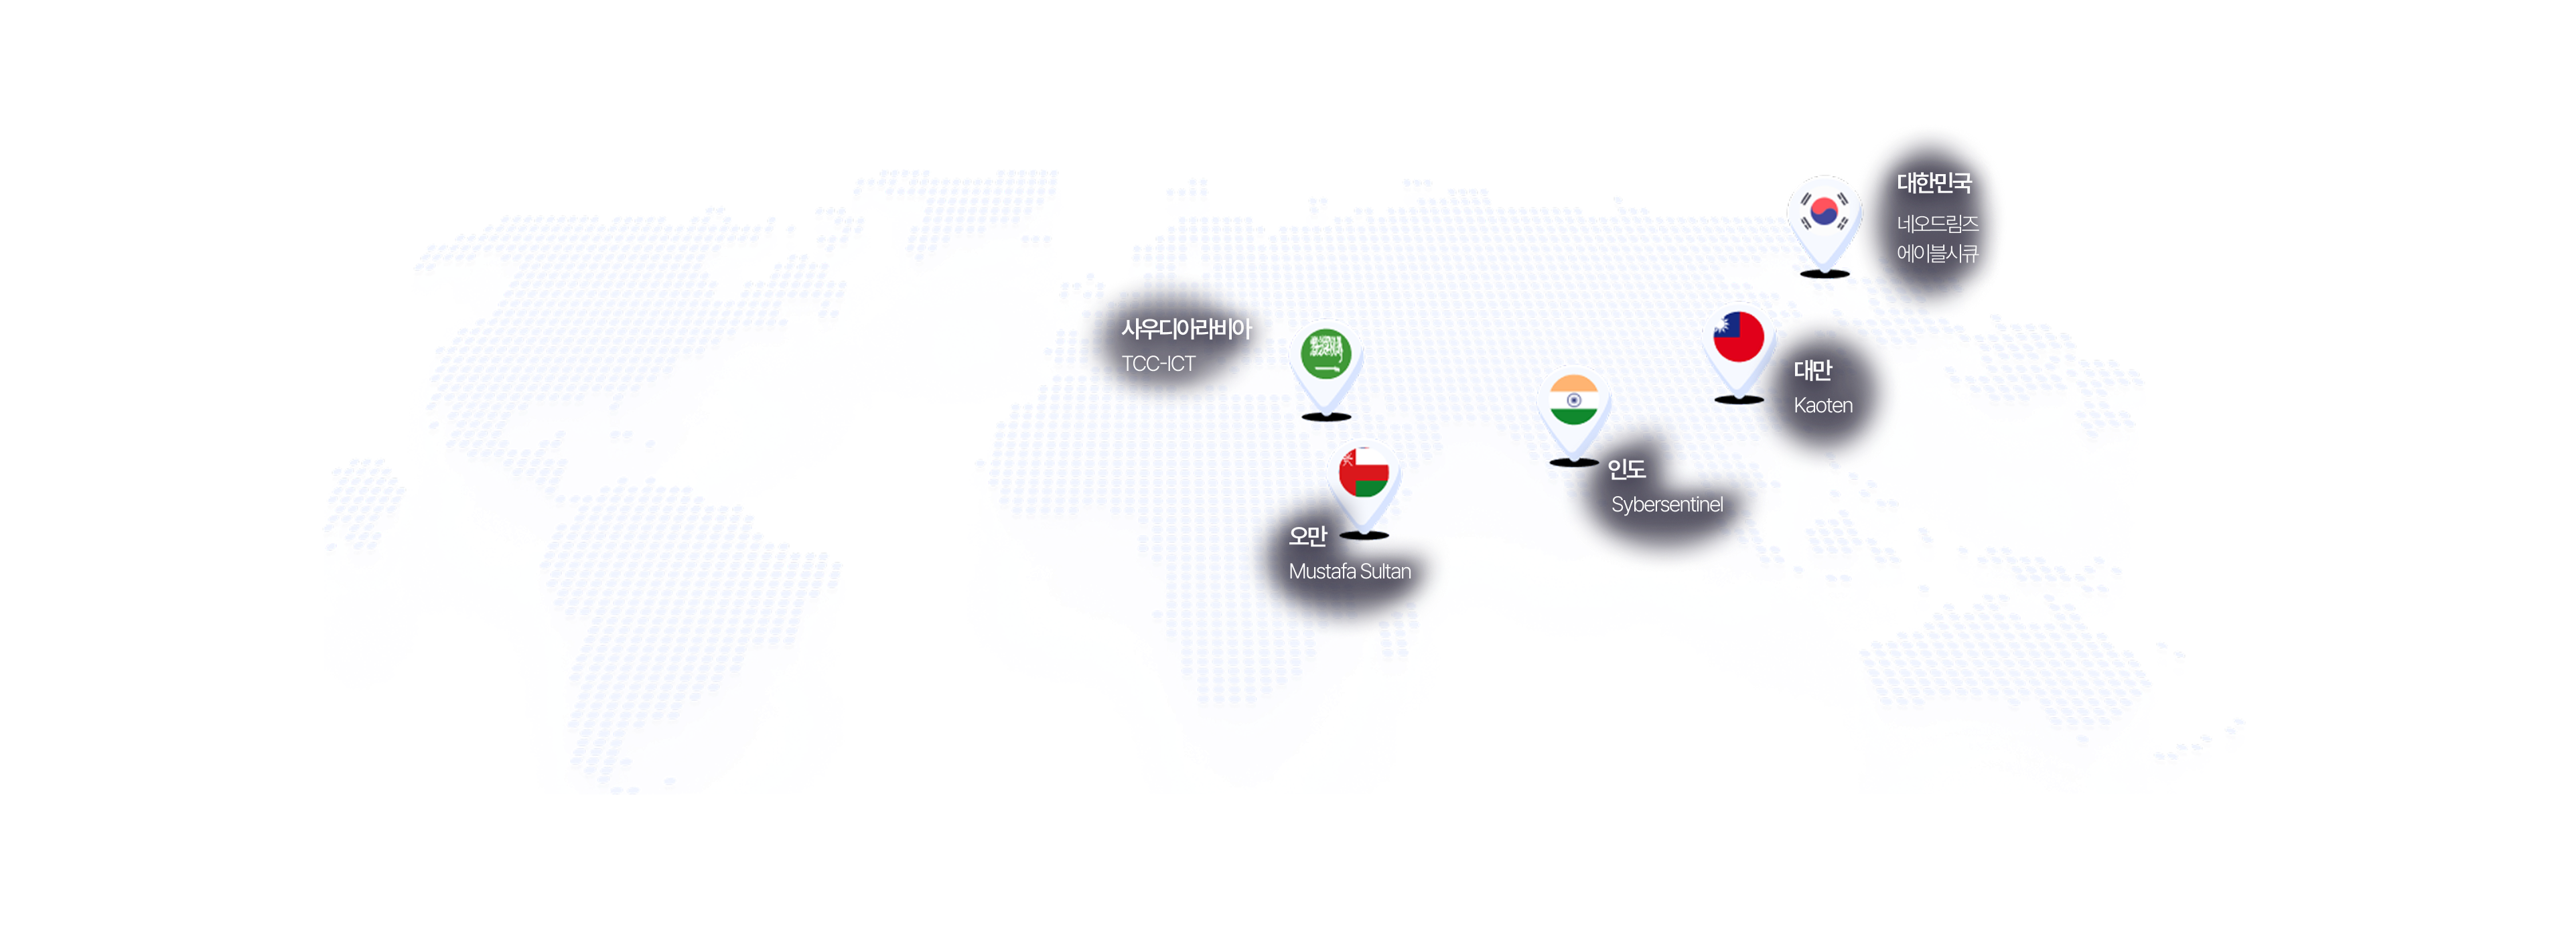 대한민국
네오드림즈
에이블시큐
사우디아라비아
TCC-ICT
대만
Kaoten
인도
Sybersentinel
오만
Mustafa Sultan